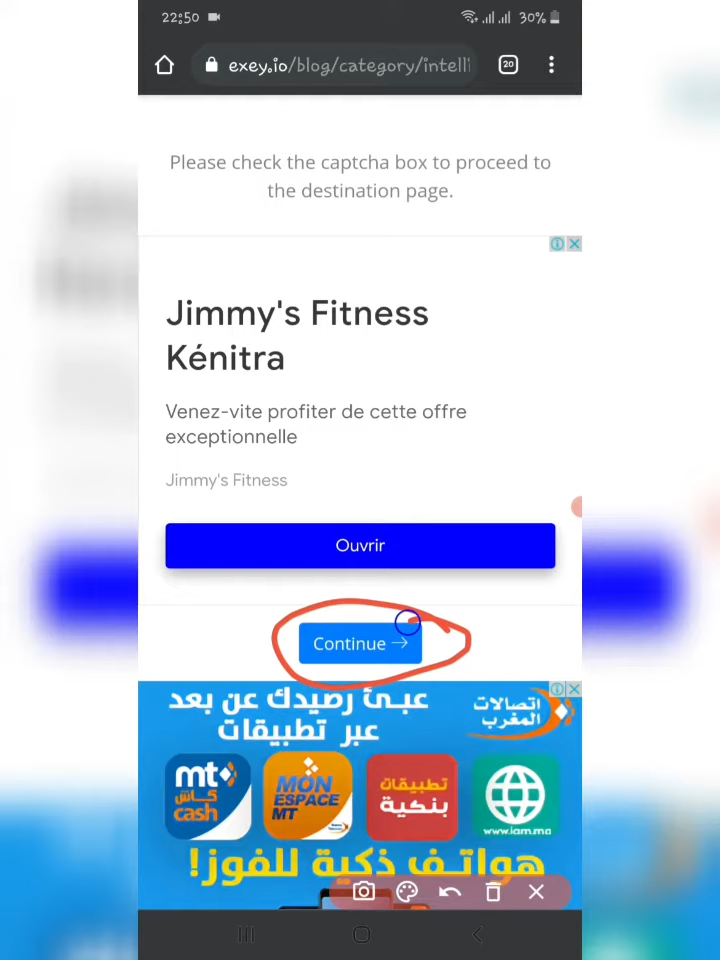 22:50
30%
exey.io/blog/category/intelli
20
Please check the captcha box to proceed to
the destination page.
Jimmy's Fitness
Kénitra
Venez-vite profiter de cette offre
exceptionnelle
Jimmy's Fitness
Ouvrir
Continue →
عبئ رصيدك عن بعد
عبر تطبيقات
اتصالات
المغرب
mt
كاش
cash
MON
ESPACE
MT
تطبيقات
بنكية
www.iam.ma
هواتف ذكية للفوز!